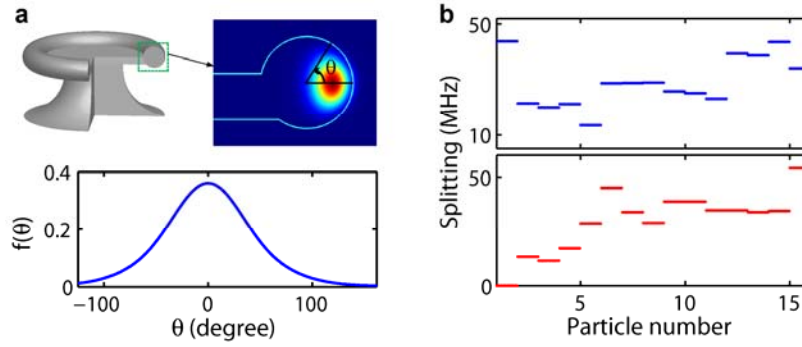 a
θ
0.4
0.2
0
f(θ)
−100
0
100
θ (degree)
b
50
10
50
0
Splitting (MHz)
5
10
15
Particle number